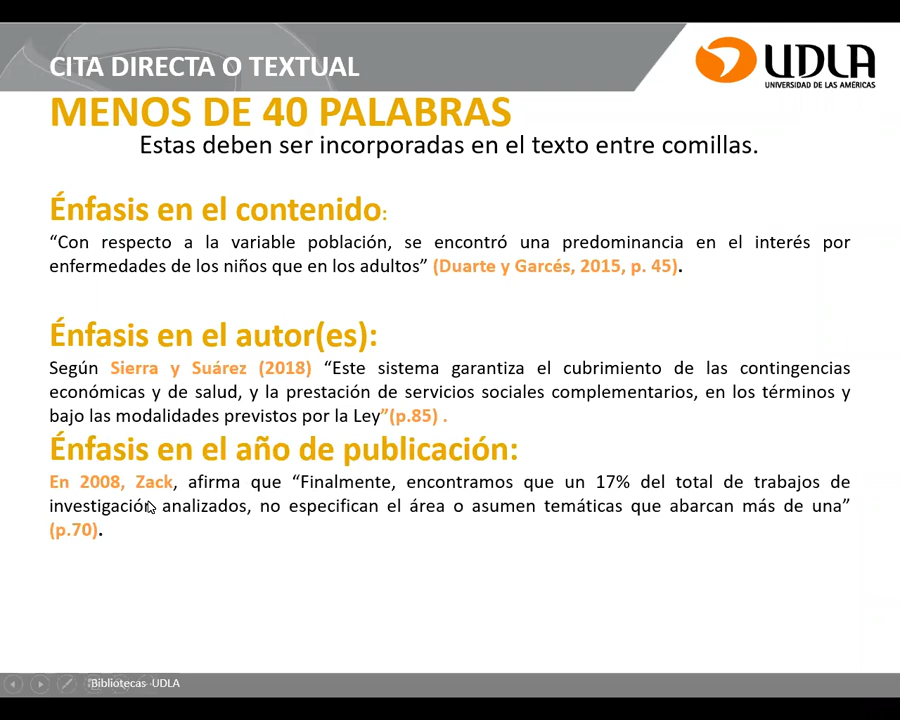 CITA DIRECTA O TEXTUAL
UDLA
UNIVERSIDAD DE LAS AMÉRICAS
MENOS DE 40 PALABRAS
Estas deben ser incorporadas en el texto entre comillas.
Énfasis en el contenido:
“Con respecto a la variable población, se encontró una predominancia en el interés por
enfermedades de los niños que en los adultos” (Duarte y Garcés, 2015, p. 45).
Énfasis en el autor(es):
Según Sierra y Suárez (2018) “Este sistema garantiza el cubrimiento de las contingencias
económicas y de salud, y la prestación de servicios sociales complementarios, en los términos y
bajo las modalidades previstos por la Ley”(p.85) .
Énfasis en el año de publicación:
En 2008, Zack, afirma que “Finalmente, encontramos que un 17% del total de trabajos de
investigación analizados, no especifican el área o asumen temáticas que abarcan más de una”
(p.70).
Bibliotecas -UDLA